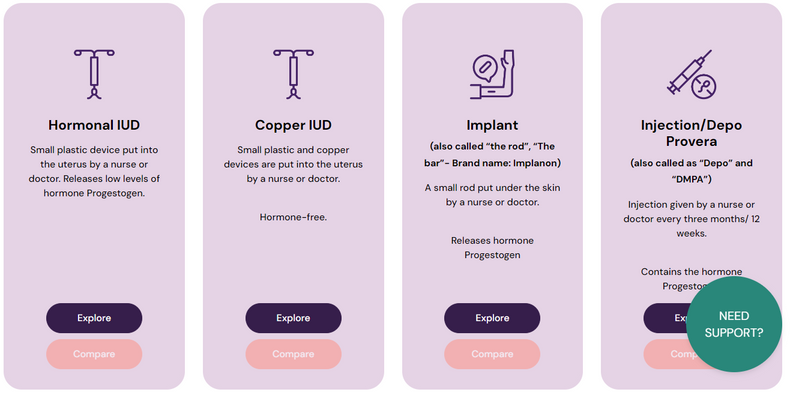 Hormonal IUD
Small plastic device put into
the uterus by a nurse or
doctor. Releases low levels of
hormone Progestogen.
Explore
Compare
Copper IUD
Small plastic and copper
devices are put into the uterus
by a nurse or doctor.
Hormone-free.
Explore
Compare
Implant
(also called “the rod”, “The
bar”- Brand name: Implanon)
A small rod put under the skin
by a nurse or doctor.
Releases hormone
Progestogen
Explore
Compare
Injection/Depo
Provera
(also called as “Depo” and
“DMPA”)
Injection given by a nurse or
doctor every three months/ 12
weeks.
Contains the hormone
NEED
SUPPORT?